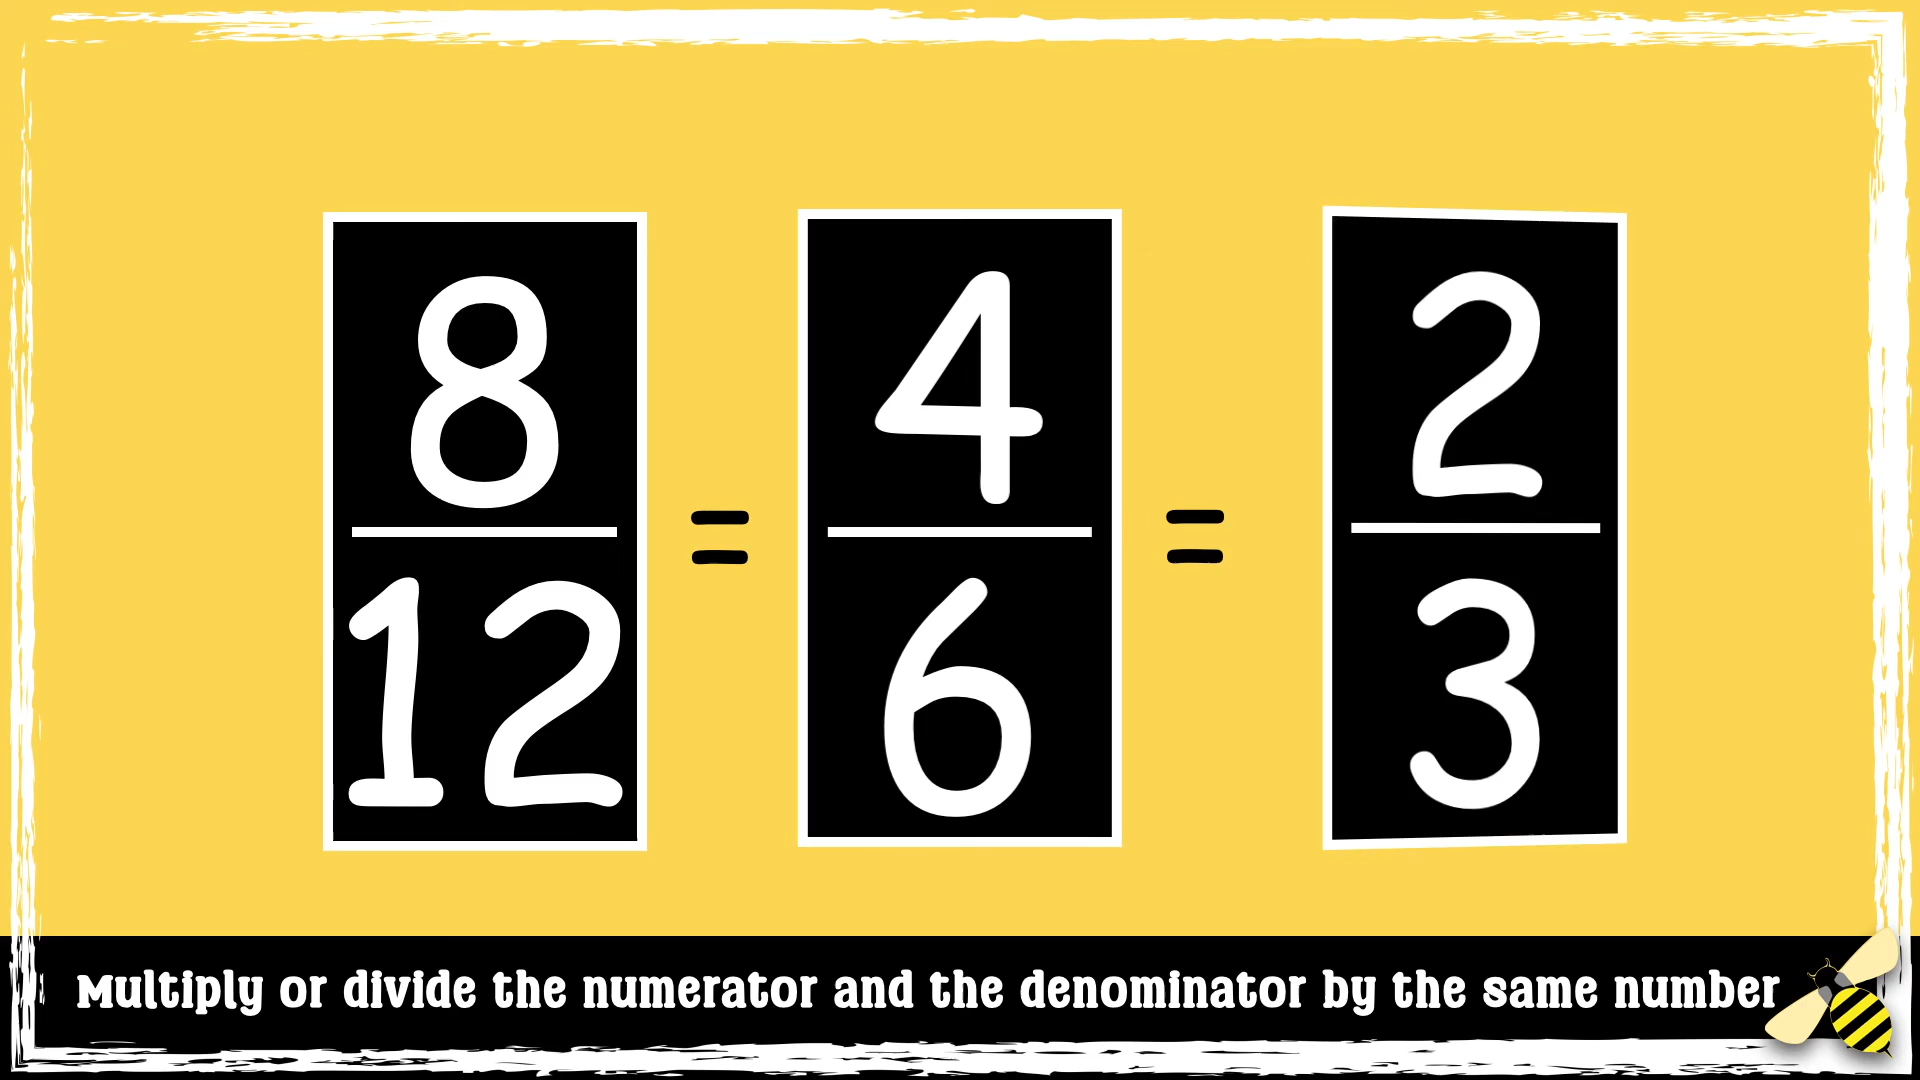 8/12 = 4/6 = 2/3
Multiply or divide the numerator and the denominator by the same number